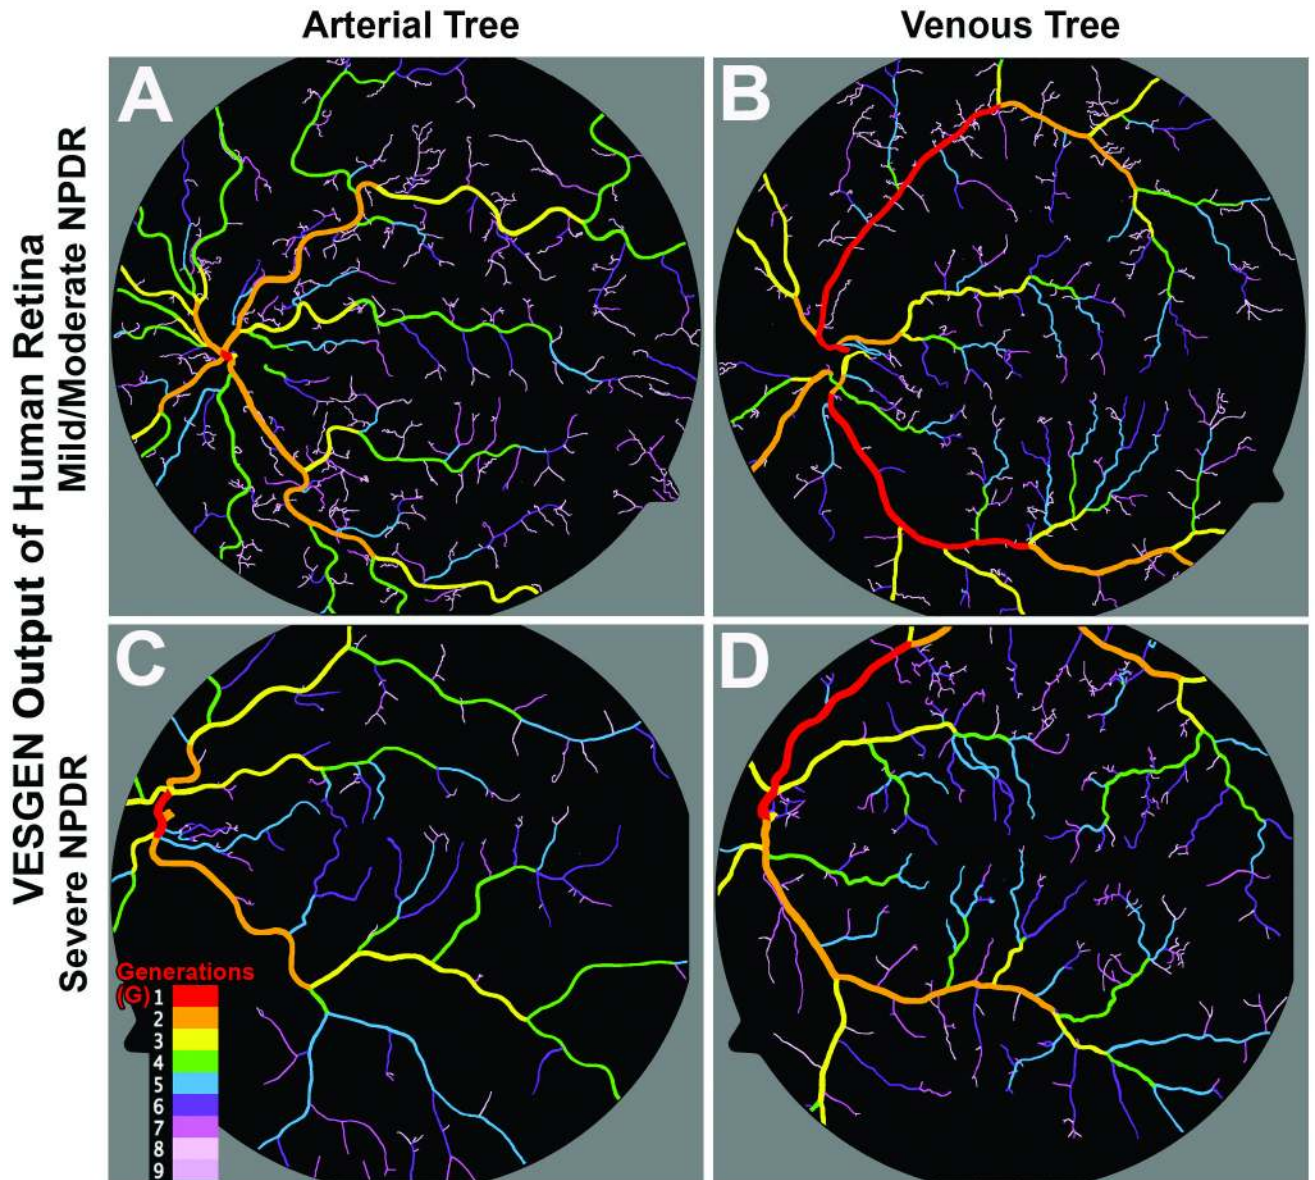 Arterial Tree
Venous Tree
VESGEN Output of Human Retina
Mild/Moderate NPDR
Severe NPDR
A
B
C
D
Generations
(G)
1
2
3
4
5
6
7
8
9